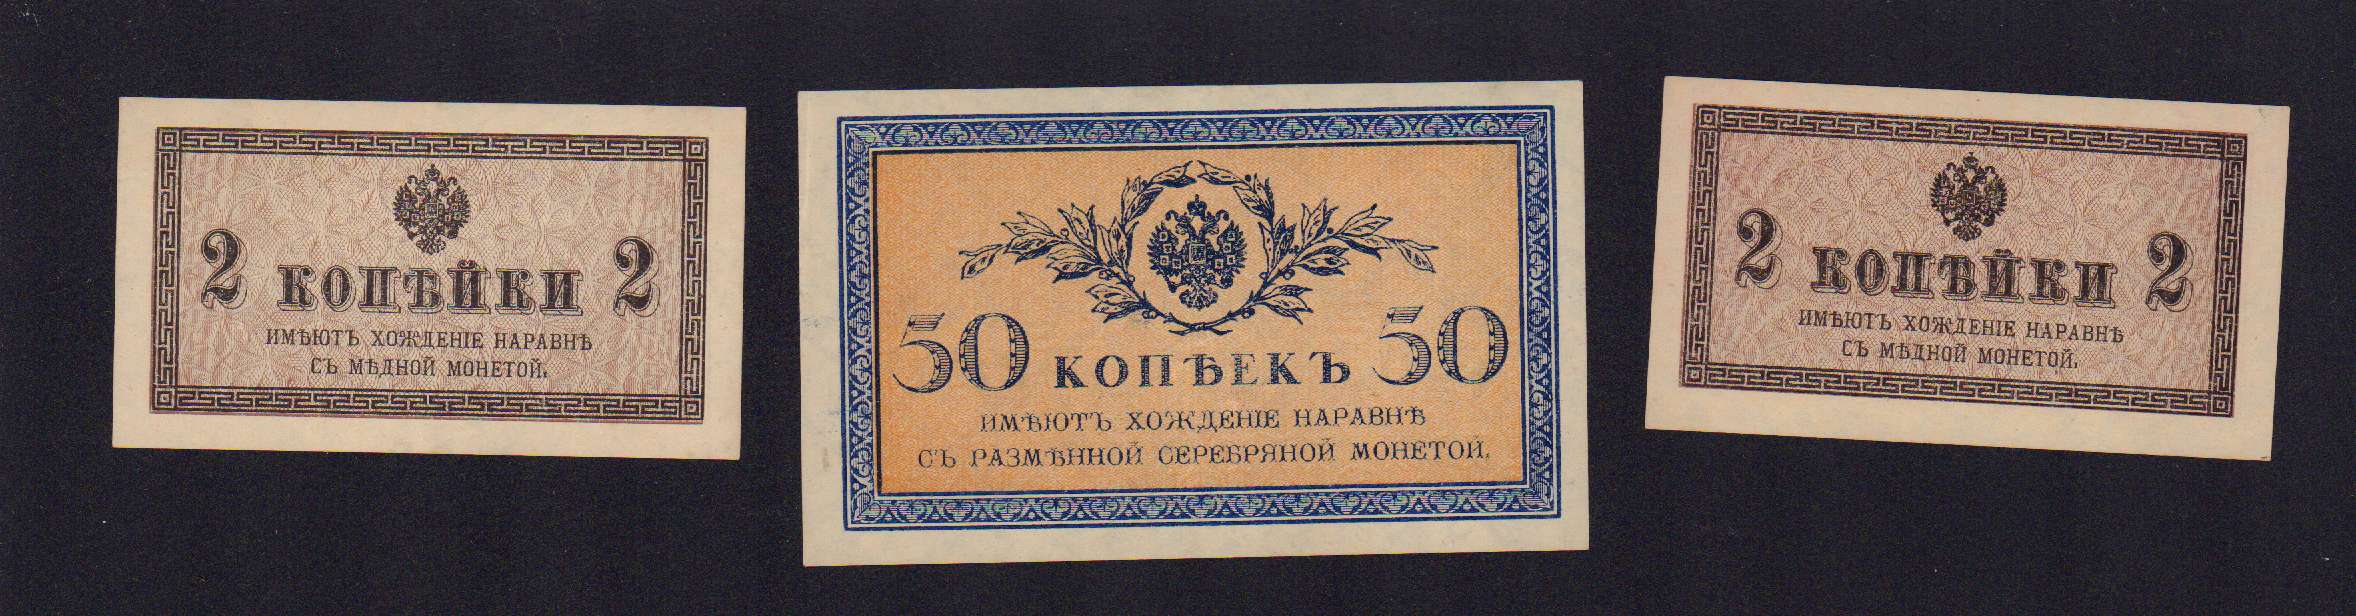 2 КОПѢЙКИ 2
ИМѢЮТЪ ХОЖДЕНІЕ НАРАВНѢ
СЪ МѢДНОЙ МОНЕТОЙ.
50 КОПѢЕКЪ 50
ИМѢЮТЪ ХОЖДЕНІЕ НАРАВНѢ
СЪ РАЗМѢННОЙ СЕРЕБРЯНОЙ МОНЕТОЙ.
2 КОПѢЙКИ 2
ИМѢЮТЪ ХОЖДЕНІЕ НАРАВНѢ
СЪ МѢДНОЙ МОНЕТОЙ.